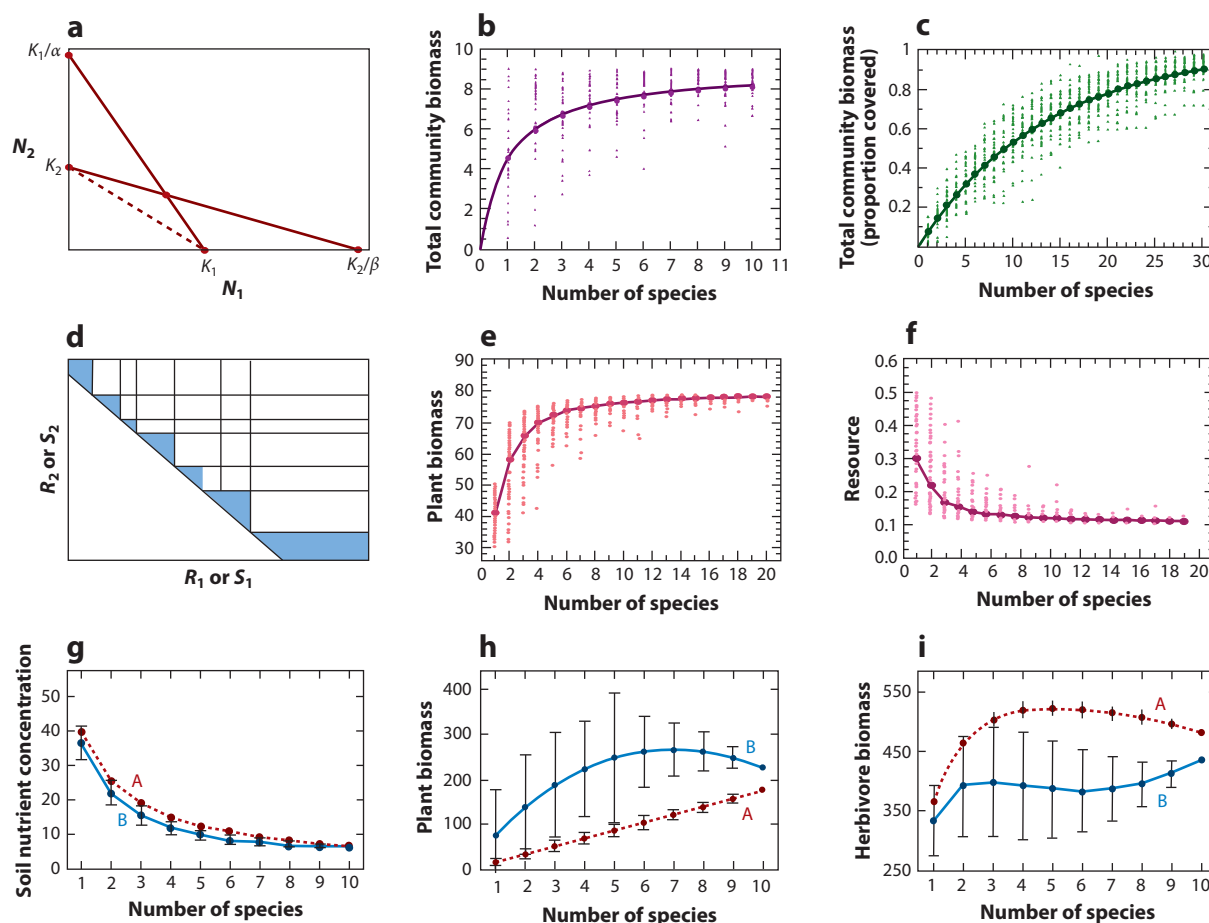 a
K₁/α
N₂
K₂
K₁
K₂/β
N₁
b
Total community biomass
10
9
8
7
6
5
4
3
2
1
0
0 1 2 3 4 5 6 7 8 9 10 11
Number of species
c
Total community biomass
(proportion covered)
1
0.8
0.6
0.4
0.2
0 5 10 15 20 25 30
Number of species
d
R₂ or S₂
R₁ or S₁
e
Plant biomass
90
80
70
60
50
40
30
0 2 4 6 8 10 12 14 16 18 20
Number of species
f
Resource
0.6
0.5
0.4
0.3
0.2
0.1
0.0
0 2 4 6 8 10 12 14 16 18 20
Number of species
g
Soil nutrient concentration
50
40
30
20
10
0
A
B
1 2 3 4 5 6 7 8 9 10
Number of species
h
Plant biomass
400
300
200
100
0
B
A
1 2 3 4 5 6 7 8 9 10
Number of species
i
Herbivore biomass
550
450
350
250
A
B
1 2 3 4 5 6 7 8 9 10
Number of species